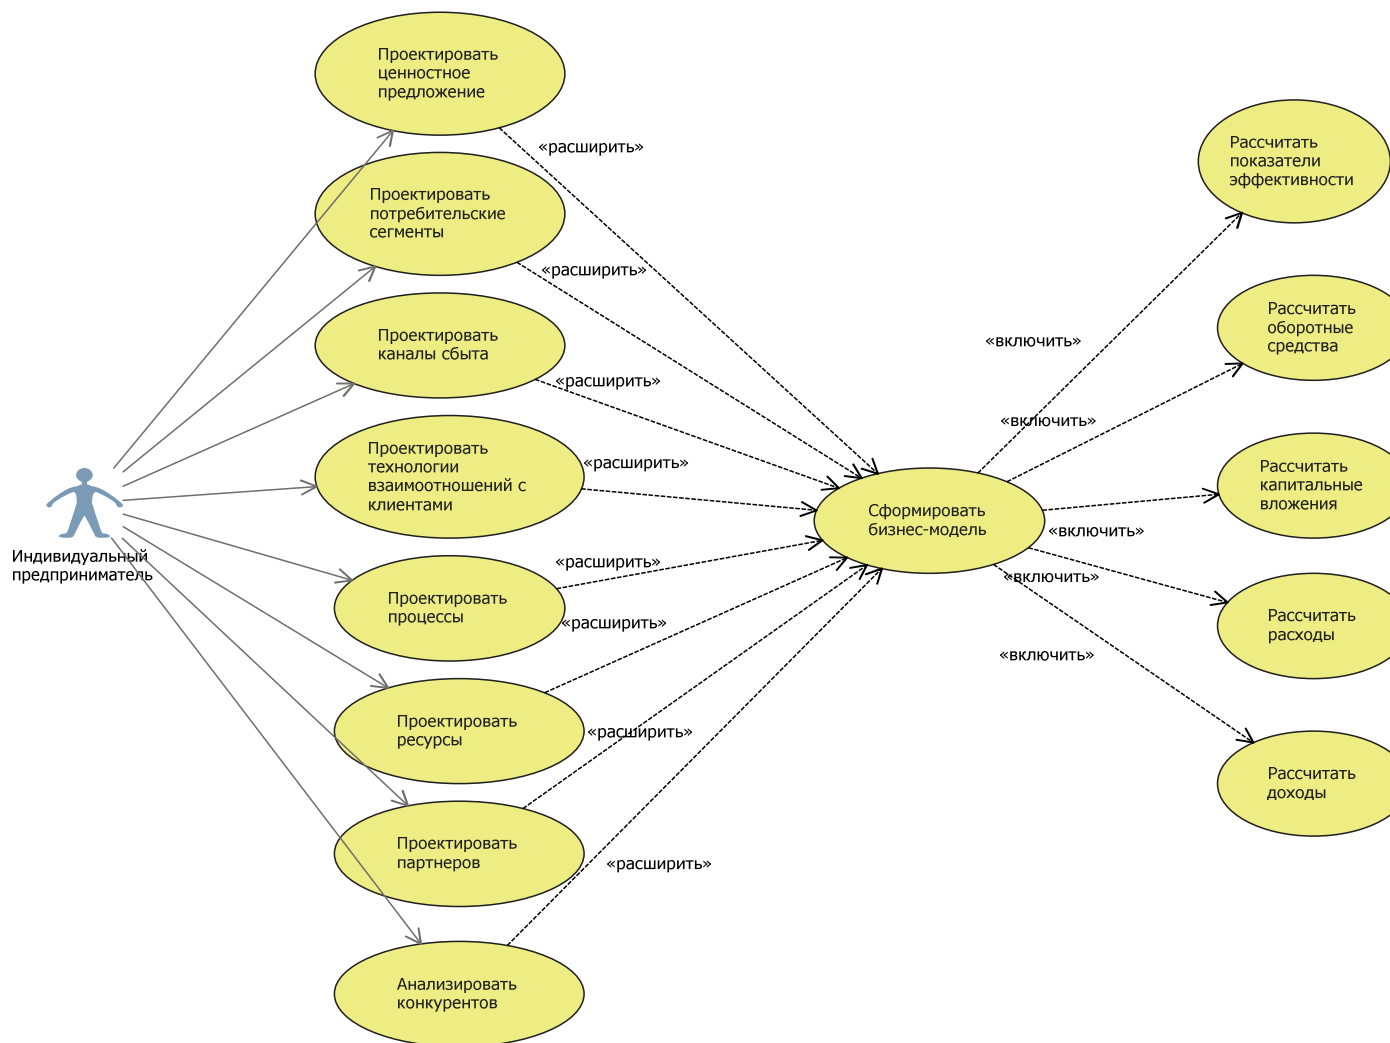 Проектировать
ценностное
предложение
«расширить»
Рассчитать
показатели
эффективности
Проектировать
потребительские
сегменты
«расширить»
Рассчитать
оборотные
средства
Проектировать
каналы сбыта
«включить»
«расширить»
«включить»
Проектировать
технологии
взаимоотношений с
клиентами
«расширить»
Рассчитать
капитальные
вложения
Сформировать
бизнес-модель
«включить»
Индивидуальный
предприниматель
«расширить»
«включить»
Проектировать
процессы
«расширить»
Рассчитать
расходы
«включить»
Проектировать
ресурсы
«расширить»
Рассчитать
доходы
Проектировать
партнеров
«расширить»
Анализировать
конкурентов